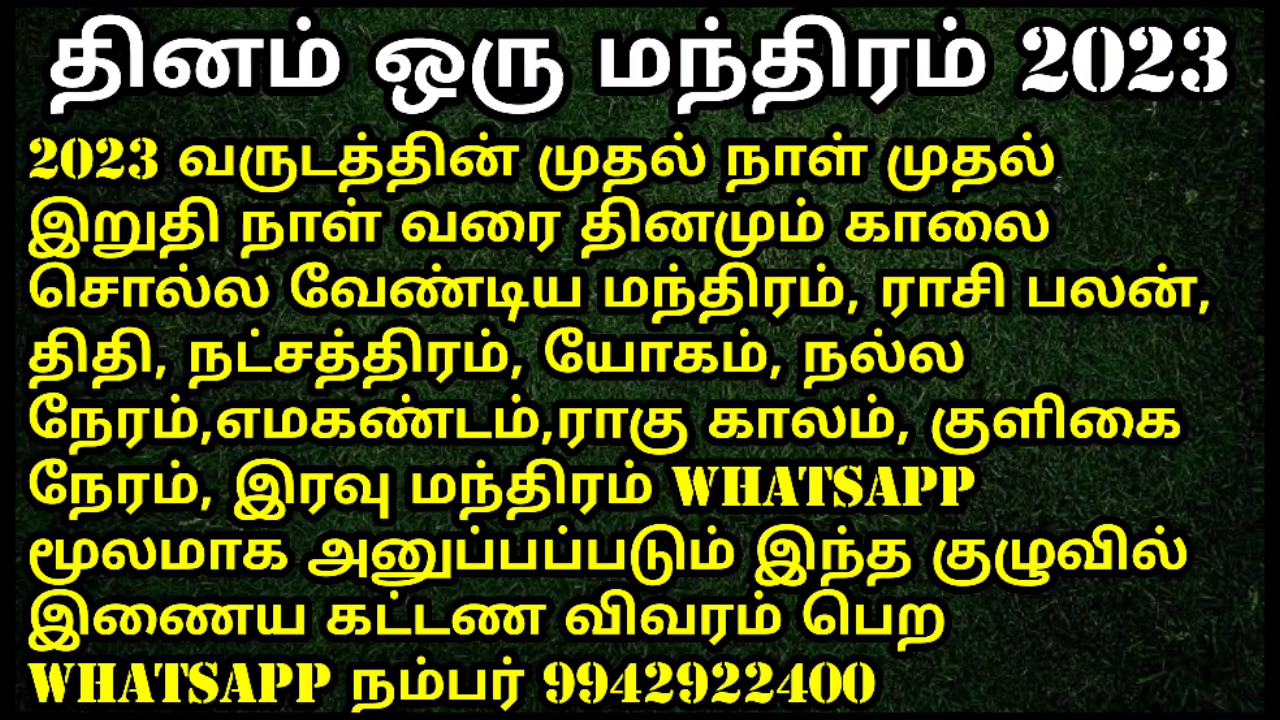 தினம் ஒரு மந்திரம் 2023
2023 வருடத்தின் முதல் நாள் முதல்
இறுதி நாள் வரை தினமும் காலை
சொல்ல வேண்டிய மந்திரம், ராசி பலன்,
திதி, நட்சத்திரம், யோகம், நல்ல
நேரம்,எமகண்டம்,ராகு காலம், குளிகை
நேரம், இரவு மந்திரம் WHATSAPP
மூலமாக அனுப்பப்படும் இந்த குழுவில்
இணைய கட்டண விவரம் பெற
WHATSAPP நம்பர் 9942922400